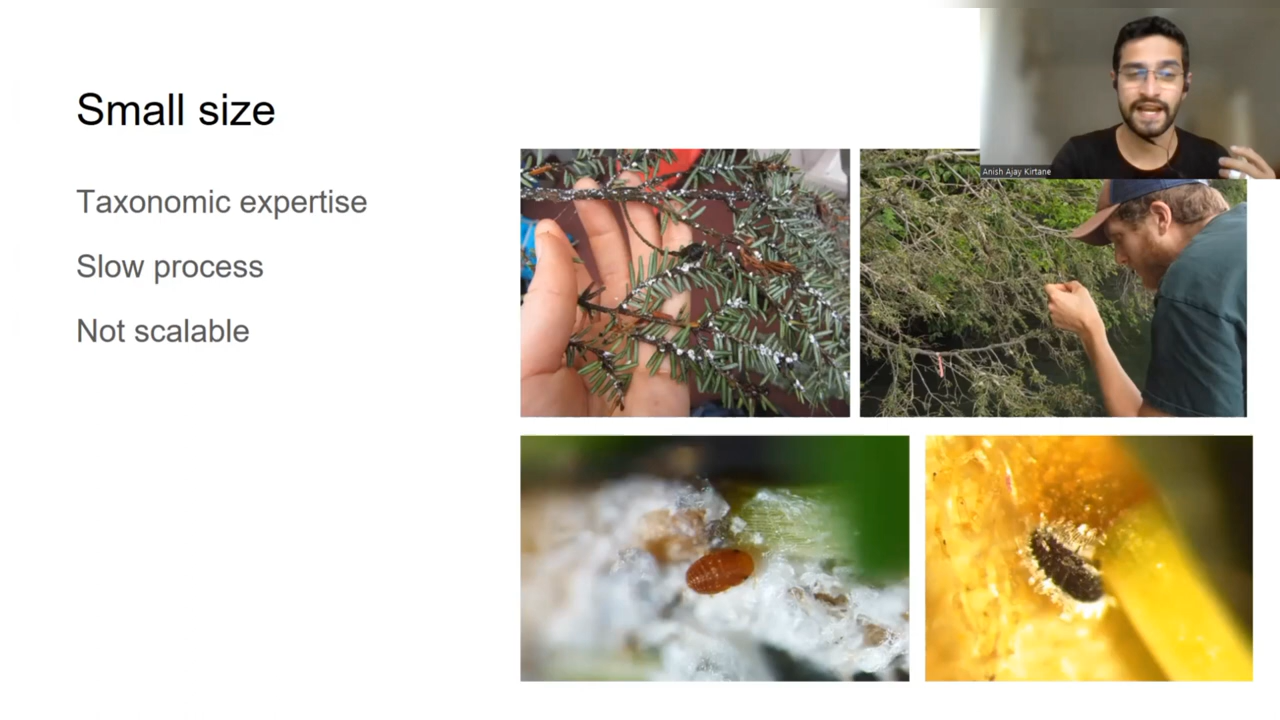 Small size
Taxonomic expertise
Slow process
Not scalable
Anish Ajay Kirtane